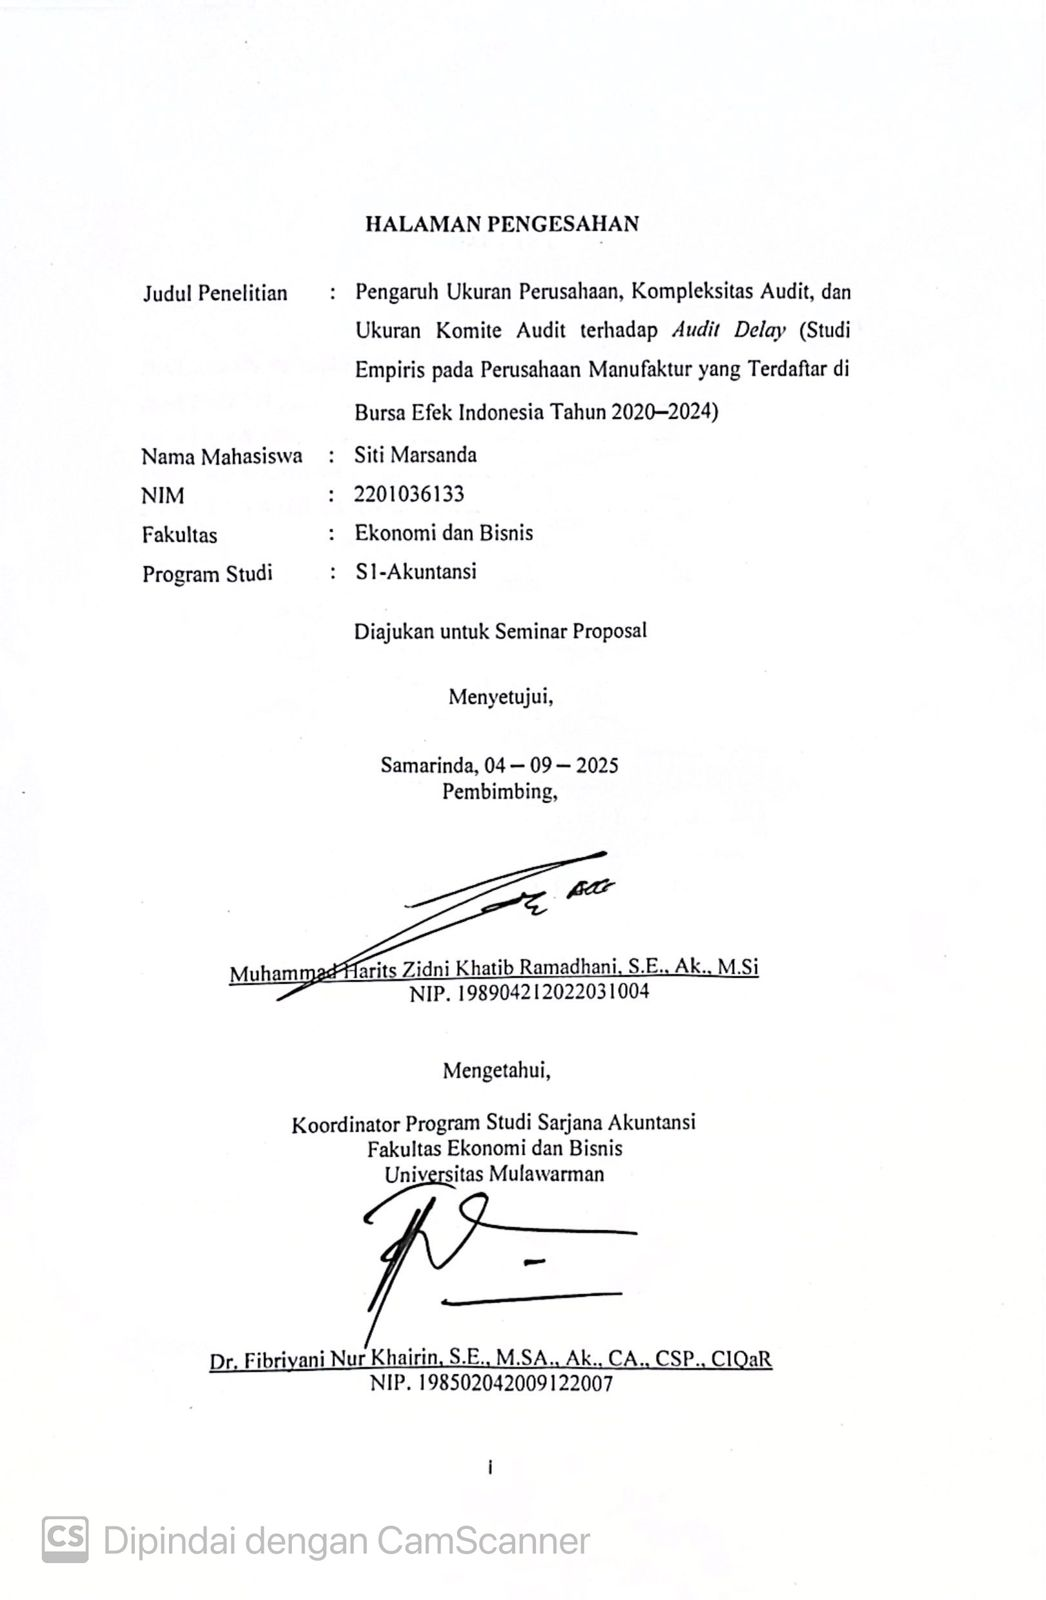 HALAMAN PENGESAHAN
Judul Penelitian : Pengaruh Ukuran Perusahaan, Kompleksitas Audit, dan
Ukuran Komite Audit terhadap Audit Delay (Studi
Empiris pada Perusahaan Manufaktur yang Terdaftar di
Bursa Efek Indonesia Tahun 2020–2024)
Nama Mahasiswa : Siti Marsanda
NIM : 2201036133
Fakultas : Ekonomi dan Bisnis
Program Studi : S1-Akuntansi
Diajukan untuk Seminar Proposal
Menyetujui,
Samarinda, 04 – 09 – 2025
Pembimbing,
Muhammad Harits Zidni Khatib Ramadhani, S.E., Ak., M.Si
NIP. 198904212022031004
Mengetahui,
Koordinator Program Studi Sarjana Akuntansi
Fakultas Ekonomi dan Bisnis
Universitas Mulawarman
Dr. Fibriyani Nur Khairin, S.E., M.SA., Ak., CA., CSP., CIQaR
NIP. 198502042009122007
i
CS Dipindai dengan CamScanner